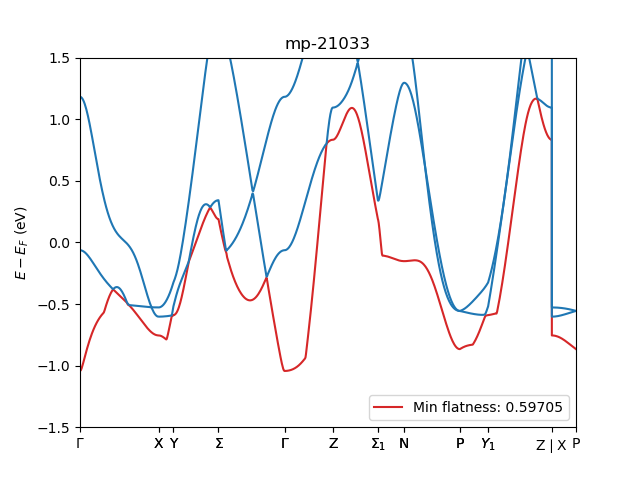 mp-21033
1.5
1.0
0.5
0.0
−0.5
−1.0
−1.5
E − E_F (eV)
Γ X Y Σ Γ Z Σ₁ N P Y₁ Z | X P
Min flatness: 0.59705